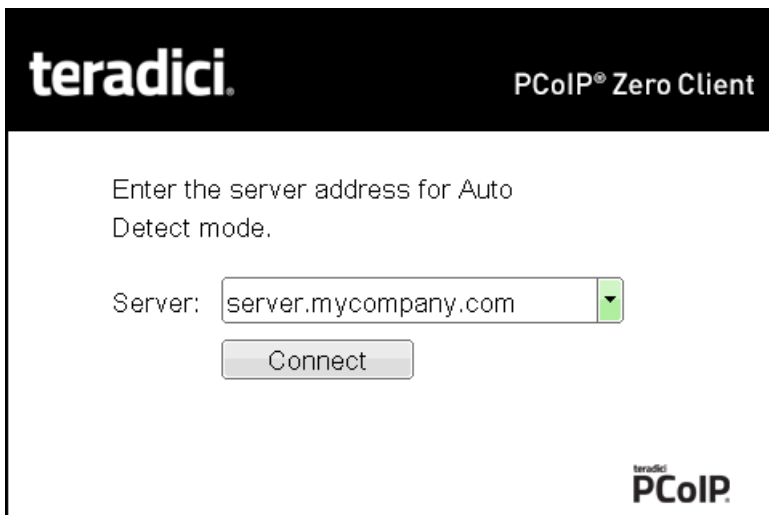 teradici.
PCoIP® Zero Client
Enter the server address for Auto
Detect mode.
Server: server.mycompany.com
Connect
teradici
PCoIP®